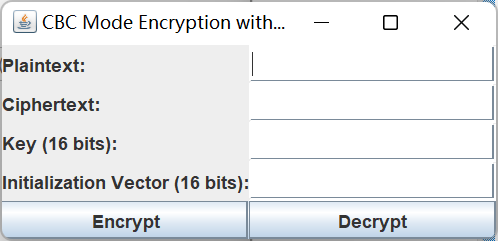 CBC Mode Encryption with...
Plaintext:
Ciphertext:
Key (16 bits):
Initialization Vector (16 bits):
Encrypt Decrypt